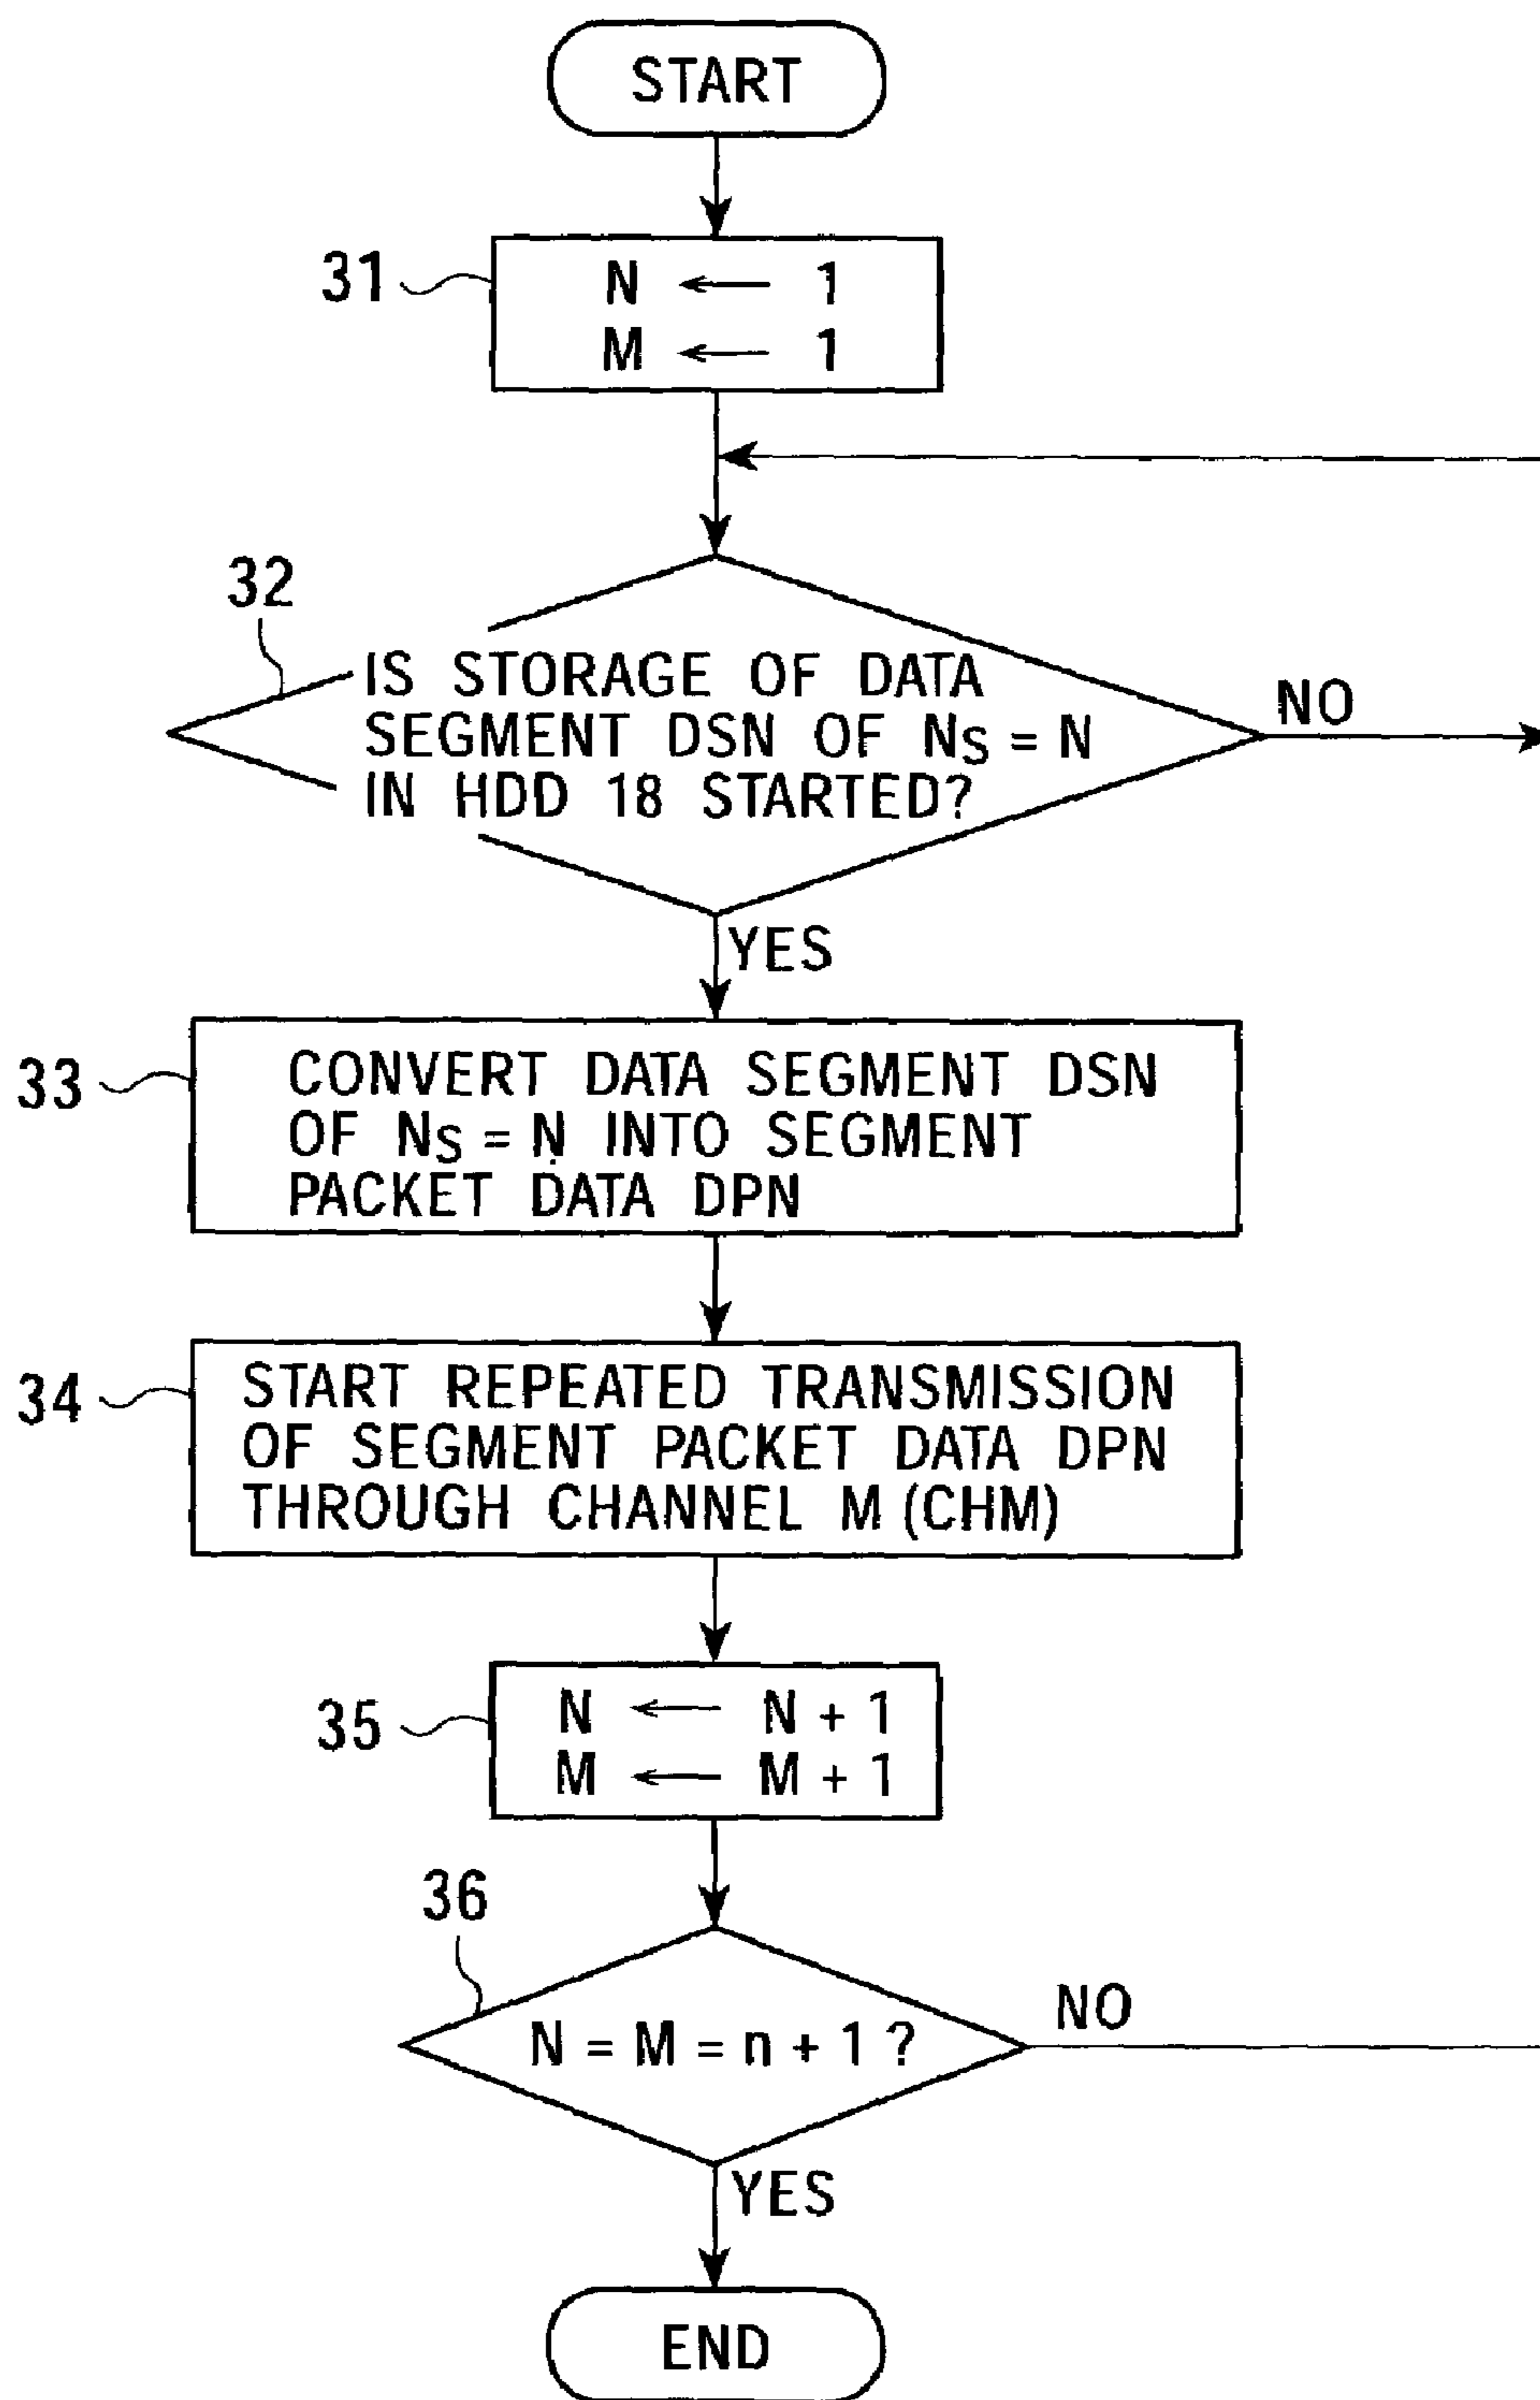 START
31
N ← 1
M ← 1
32
IS STORAGE OF DATA
SEGMENT DSN OF NS = N
IN HDD 18 STARTED?
NO
YES
33
CONVERT DATA SEGMENT DSN
OF NS = N INTO SEGMENT
PACKET DATA DPN
34
START REPEATED TRANSMISSION
OF SEGMENT PACKET DATA DPN
THROUGH CHANNEL M (CHM)
35
N ← N + 1
M ← M + 1
36
N = M = n + 1 ?
NO
YES
END